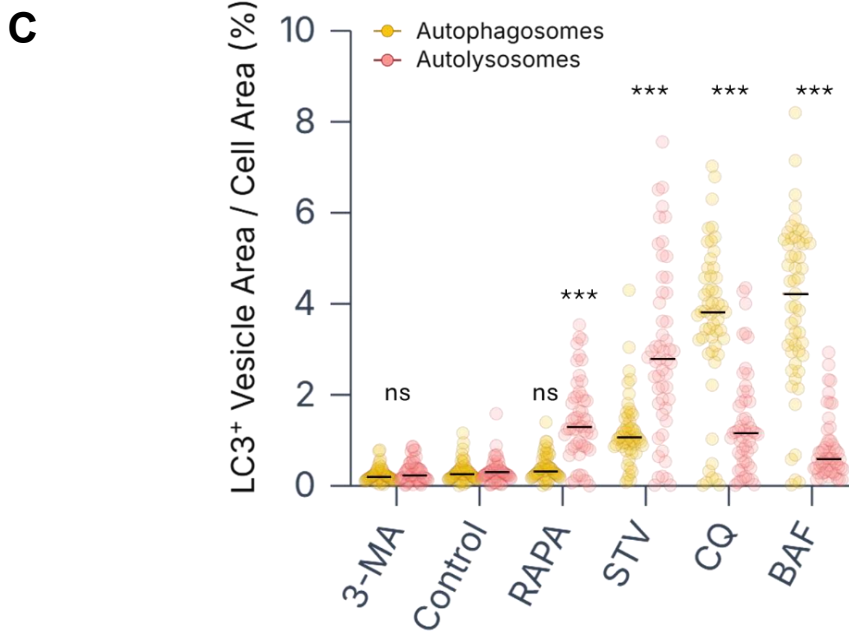 C
LC3⁺ Vesicle Area / Cell Area (%)
10
8
6
4
2
0
Autophagosomes
Autolysosomes
ns
ns
***
***
***
***
3-MA
Control
RAPA
STV
CQ
BAF